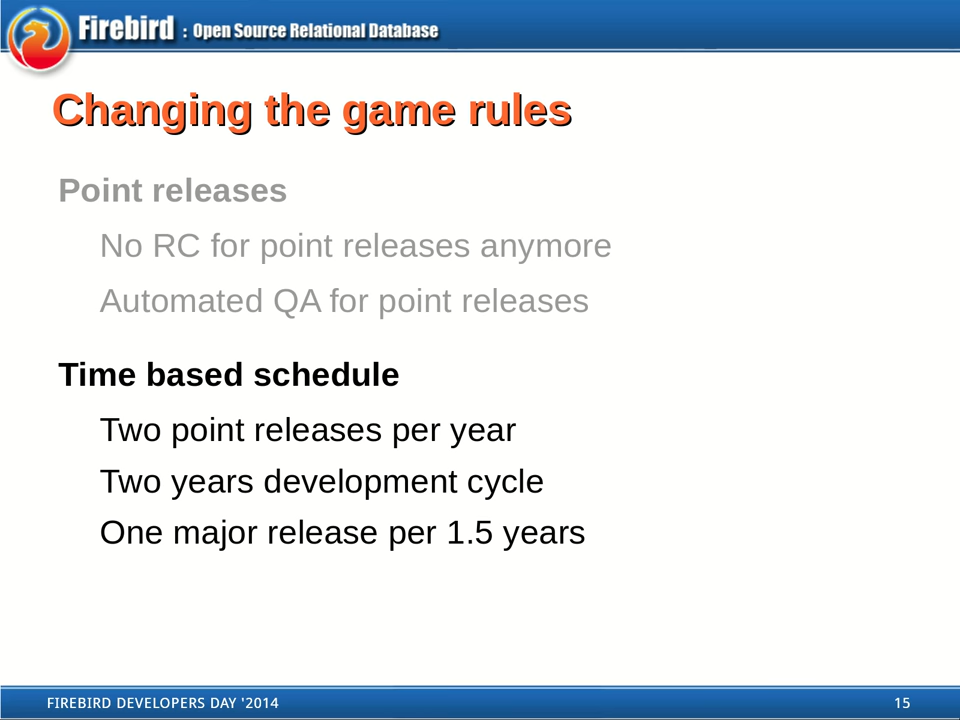 Firebird : Open Source Relational Database
Changing the game rules
Point releases
No RC for point releases anymore
Automated QA for point releases
Time based schedule
Two point releases per year
Two years development cycle
One major release per 1.5 years
FIREBIRD DEVELOPERS DAY '2014 15